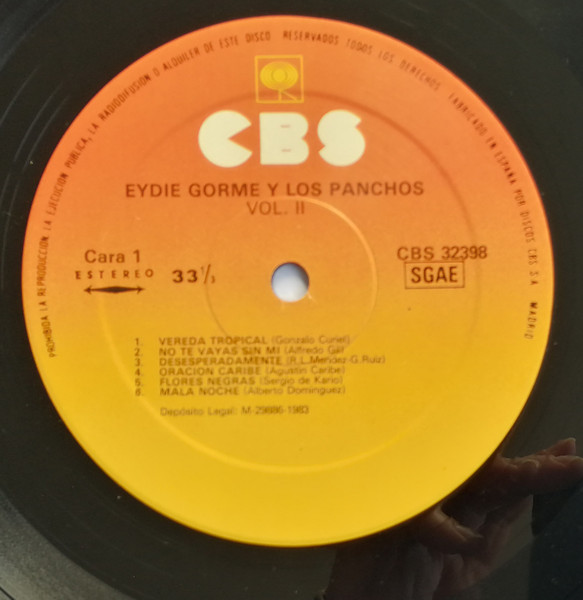 PROHIBIDA LA REPRODUCCION, LA EJECUCION PUBLICA, LA RADIODIFUSION O ALQUILER DE ESTE DISCO RESERVADOS TODOS LOS DERECHOS. FABRICADO EN ESPAÑA POR DISCOS CBS S.A. MADRID
CBS
EYDIE GORME Y LOS PANCHOS
VOL. II
Cara 1
CBS 32398
ESTEREO
33 1/3
SGAE
1. VEREDA TROPICAL (Gonzalo Curiel)
2. NO TE VAYAS SIN MI (Alfredo Gil)
3. DESESPERADAMENTE (R.L.Mendez-G.Ruiz)
4. ORACION CARIBE (Agustin Caribe)
5. FLORES NEGRAS (Sergio de Karlo)
6. MALA NOCHE (Alberto Dominguez)
Depósito Legal: M-29886-1983